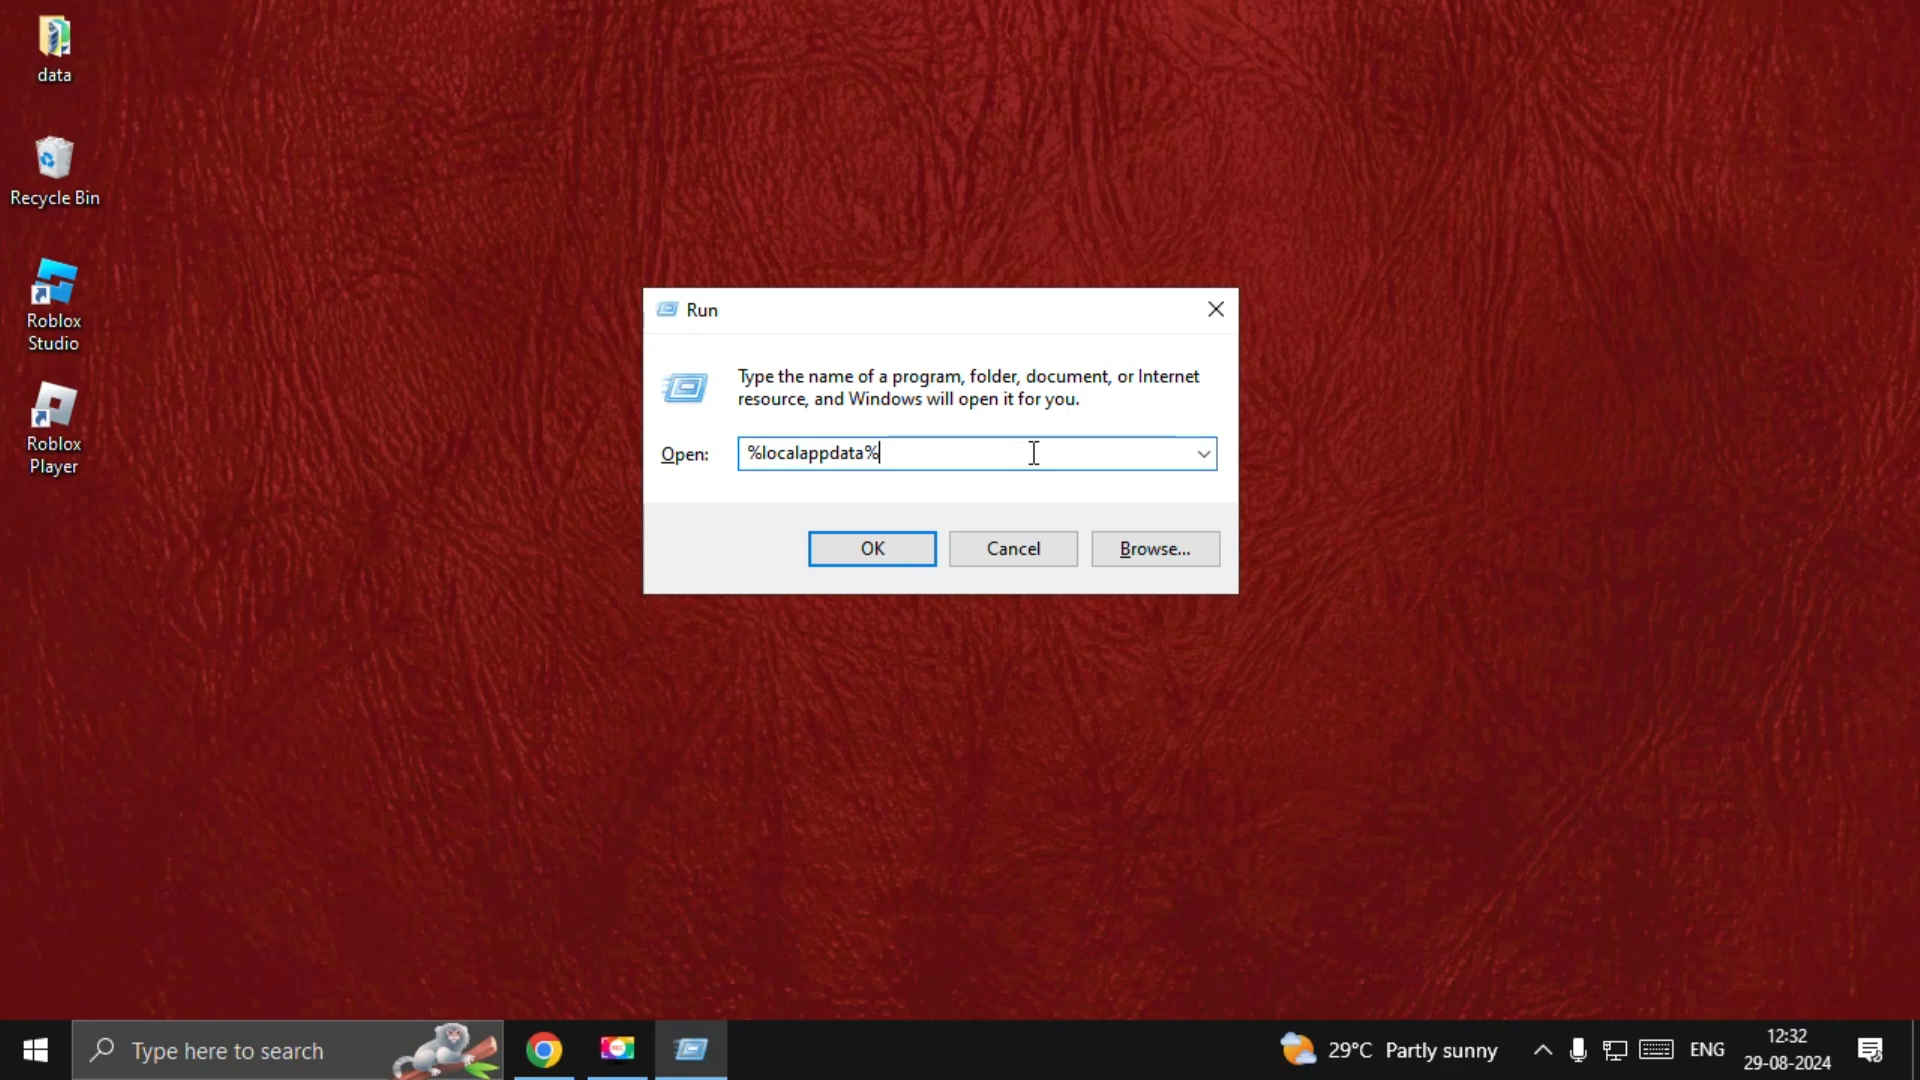 data
Recycle Bin
Roblox
Studio
Roblox
Player
Run
Type the name of a program, folder, document, or Internet
resource, and Windows will open it for you.
Open: %localappdata%
OK Cancel Browse...
Type here to search
29°C Partly sunny
ENG
12:32
29-08-2024